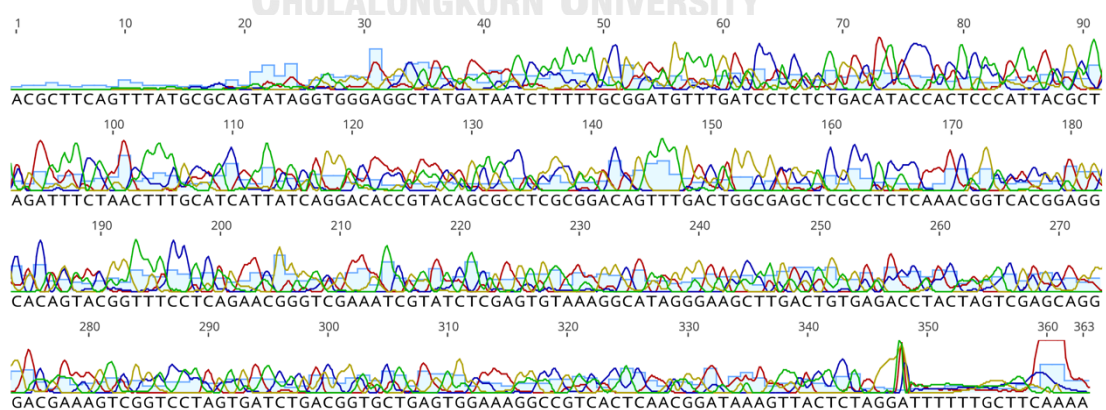 CHULALONGKORN UNIVERSITY
1 10 20 30 40 50 60 70 80 90
ACGCTTCAGTTTATGCGCAGTATAGGTGGGAGGCTATGATAATCTTTTTGCGGATGTTTGATCCTCTCTGACATACCACTCCCATTACGCT
100 110 120 130 140 150 160 170 180
AGATTTCTAACTTTGCATCATTATCAGGACACCGTACAGCGCCTCGCGGACAGTTTGACTGGCGAGCTCGCCTCTCAAACGGTCACGGAGG
190 200 210 220 230 240 250 260 270
CACAGTACGGTTTCCTCAGAACGGGTCGAAATCGTATCTCGAGTGTAAAGGCATAGGGAAGCTTGACTGTGAGACCTACTAGTCGAGCAGG
280 290 300 310 320 330 340 350 360 363
GACGAAAGTCGGTCCTAGTGATCTGACGCTGCTGAGTGGAAAGGCCGTCACTCAACGGATAAAGTTACTCTAGGATTTTTTGCTTCAAAA